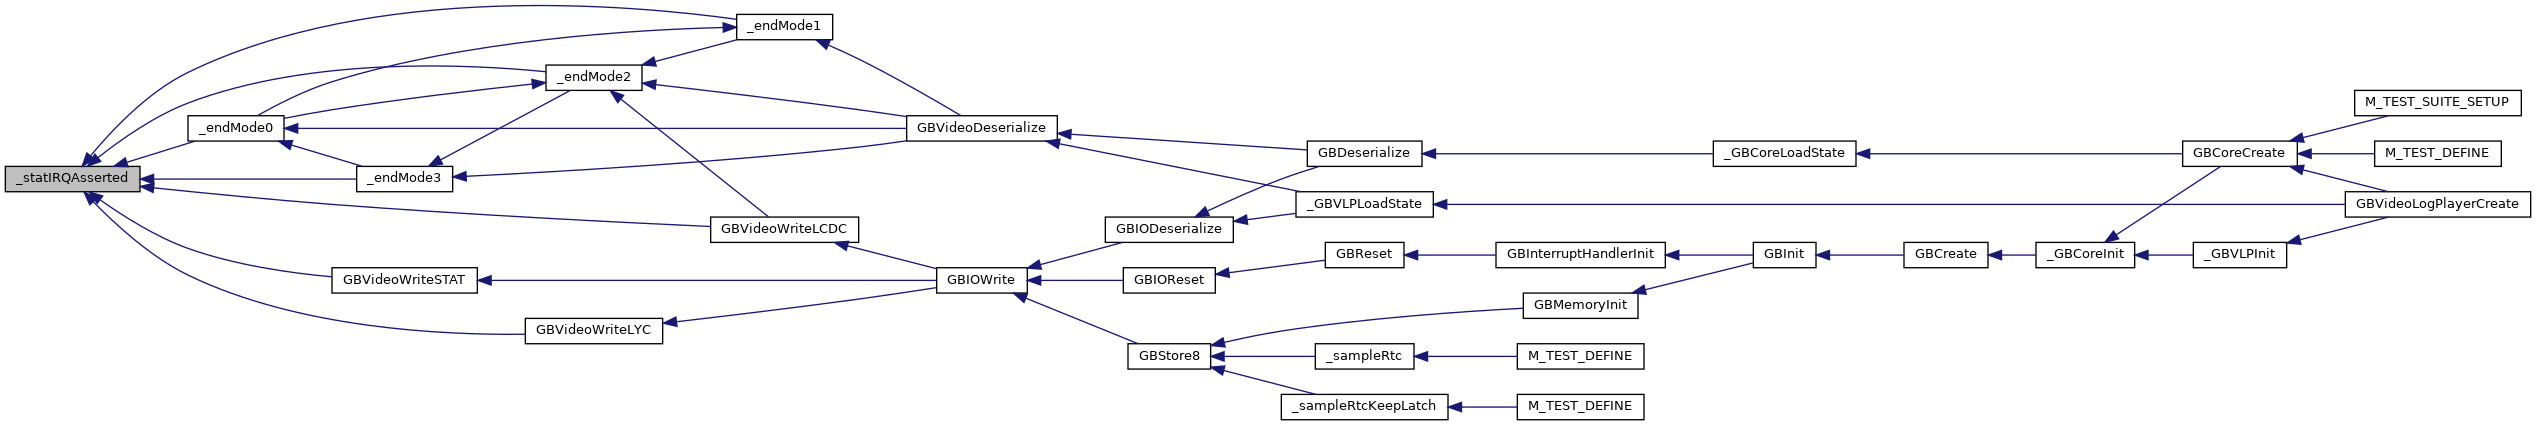 _statIRQAsserted
_endMode0
_endMode1
_endMode2
_endMode3
GBVideoWriteSTAT
GBVideoWriteLYC
GBVideoWriteLCDC
GBVideoDeserialize
GBIOWrite
GBIODeserialize
GBIOReset
GBStore8
GBDeserialize
_GBVLPLoadState
GBReset
_sampleRtc
_sampleRtcKeepLatch
GBInterruptHandlerInit
GBMemoryInit
M_TEST_DEFINE
M_TEST_DEFINE
_GBCoreLoadState
GBInit
GBCreate
_GBCoreInit
GBCoreCreate
_GBVLPInit
M_TEST_SUITE_SETUP
M_TEST_DEFINE
GBVideoLogPlayerCreate